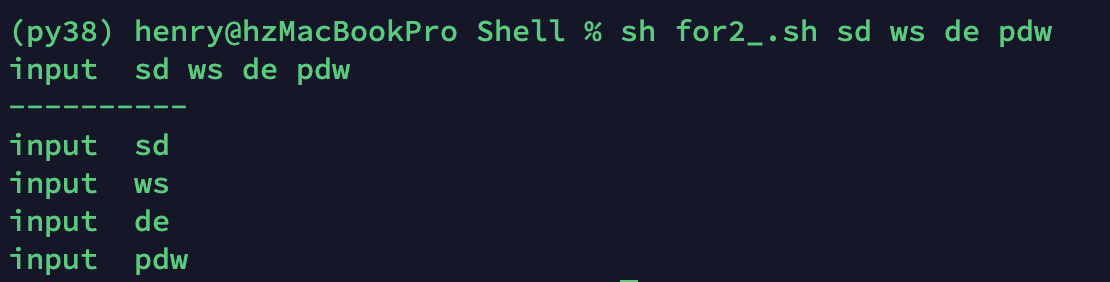 (py38) henry@hzMacBookPro Shell % sh for2_.sh sd ws de pdw
input  sd ws de pdw
----------
input  sd
input  ws
input  de
input  pdw